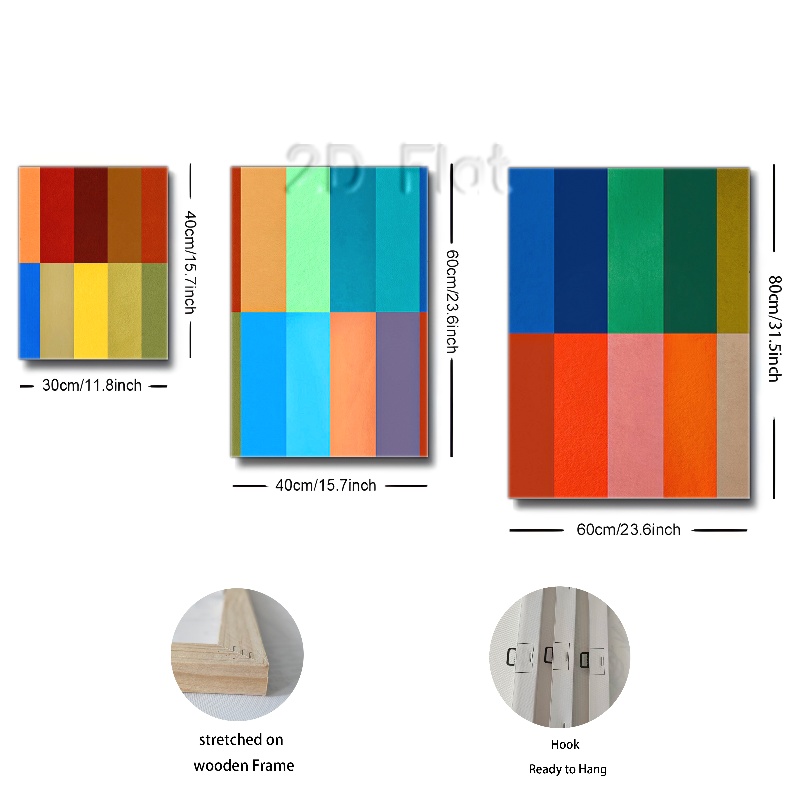 2D Flat
40cm/15.7inch
30cm/11.8inch
60cm/23.6inch
40cm/15.7inch
80cm/31.5inch
60cm/23.6inch
stretched on
wooden Frame
Hook
Ready to Hang